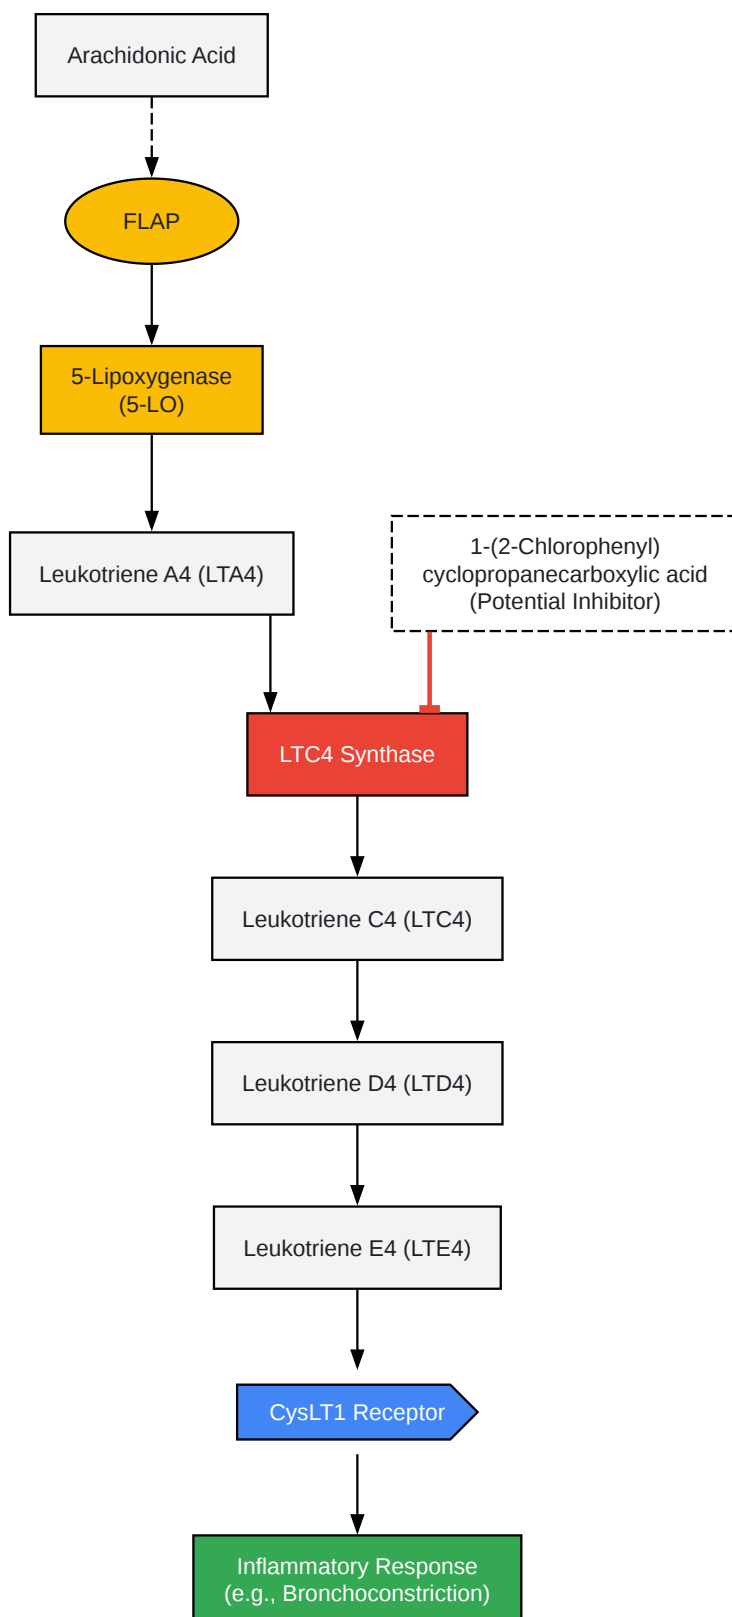 Arachidonic Acid
FLAP
5-Lipoxygenase
(5-LO)
Leukotriene A4 (LTA4)
1-(2-Chlorophenyl)
cyclopropanecarboxylic acid
(Potential Inhibitor)
LTC4 Synthase
Leukotriene C4 (LTC4)
Leukotriene D4 (LTD4)
Leukotriene E4 (LTE4)
CysLT1 Receptor
Inflammatory Response
(e.g., Bronchoconstriction)